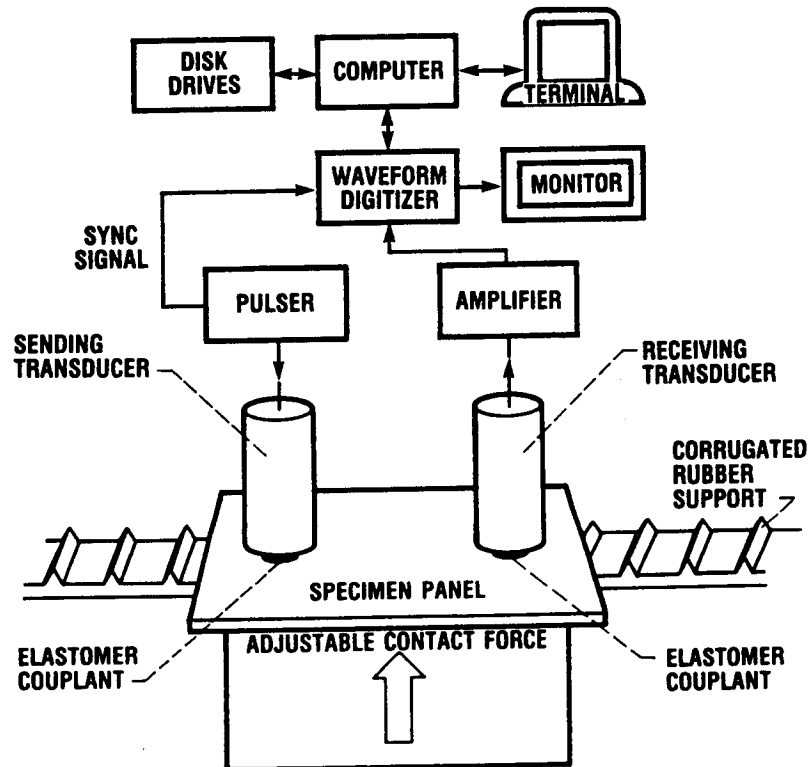 DISK
DRIVES
COMPUTER
TERMINAL
WAVEFORM
DIGITIZER
MONITOR
SYNC
SIGNAL
PULSER
AMPLIFIER
SENDING
TRANSDUCER
RECEIVING
TRANSDUCER
CORRUGATED
RUBBER
SUPPORT
SPECIMEN PANEL
ADJUSTABLE CONTACT FORCE
ELASTOMER
COUPLANT
ELASTOMER
COUPLANT